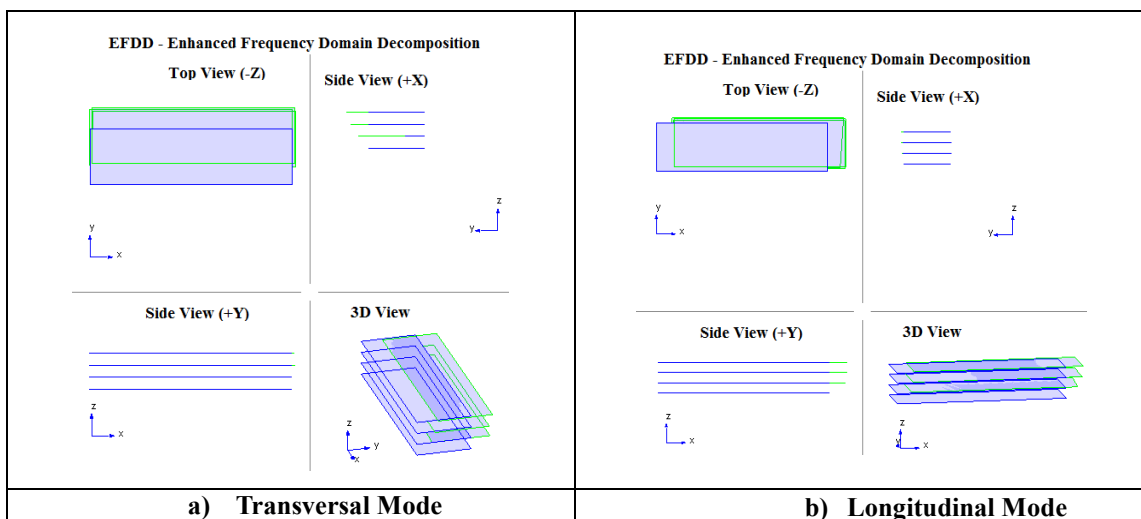 EFDD - Enhanced Frequency Domain Decomposition
Top View (-Z)
Side View (+X)
y
x
z
y
Side View (+Y)
3D View
z
x
z
y
x
a) Transversal Mode
EFDD - Enhanced Frequency Domain Decomposition
Top View (-Z)
Side View (+X)
y
x
z
y
Side View (+Y)
3D View
z
x
z
y
x
b) Longitudinal Mode